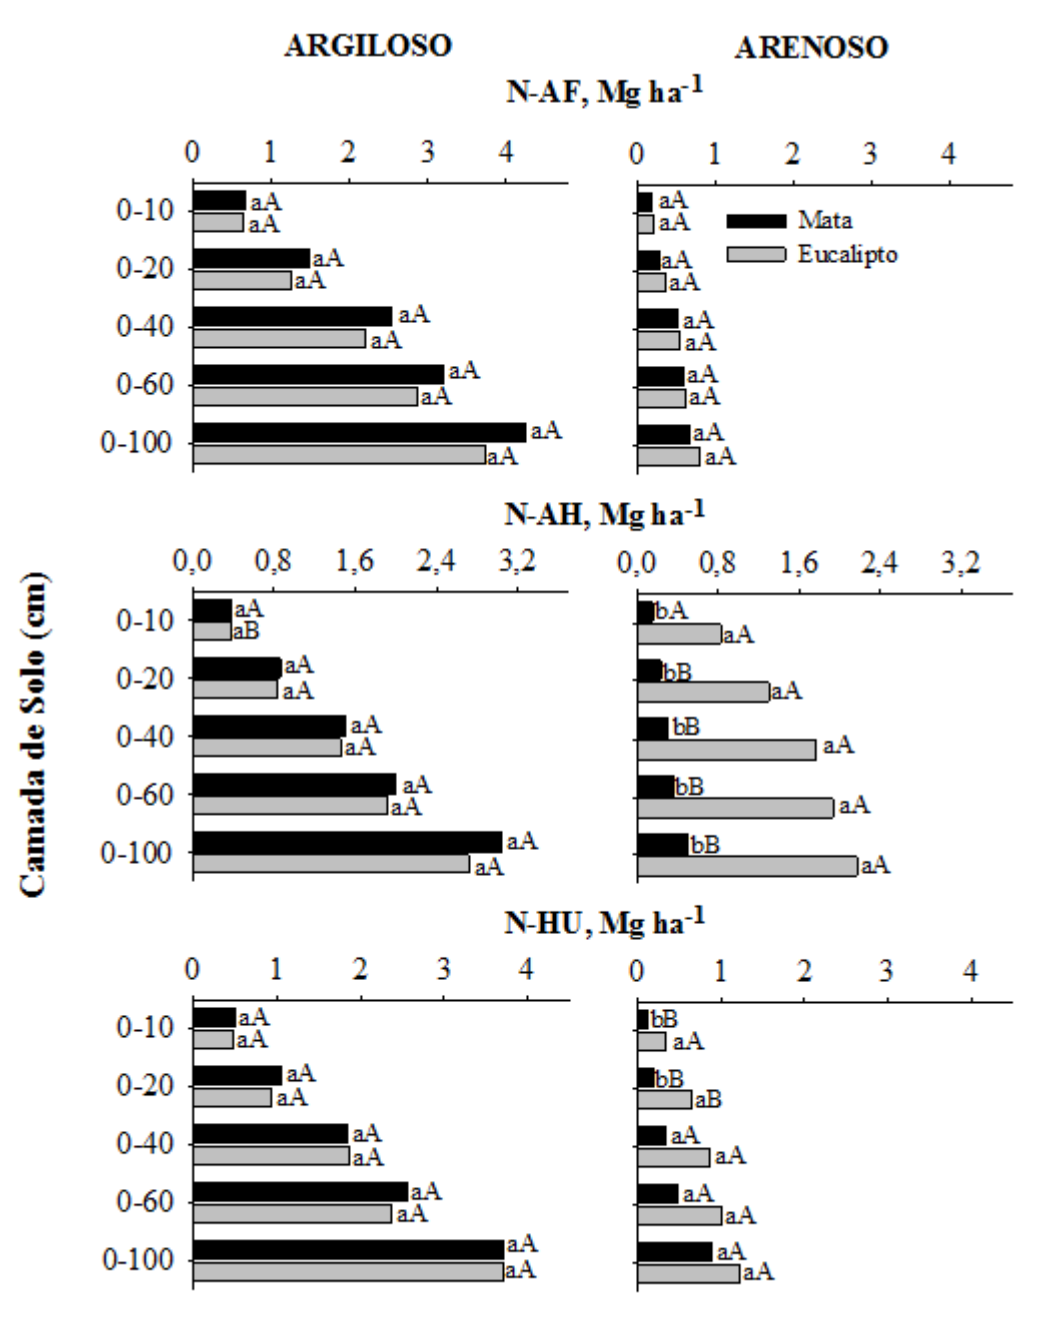 ARGILOSO ARENOSO
N-AF, Mg ha-1
0 1 2 3 4 0 1 2 3 4
0-10 aA aA
aA aA
Mata
0-20 aA aA
aA aA
Eucalipto
0-40 aA aA
aA aA
0-60 aA aA
aA aA
0-100 aA aA
aA aA
N-AH, Mg ha-1
0,0 0,8 1,6 2,4 3,2 0,0 0,8 1,6 2,4 3,2
Camada de Solo (cm)
0-10 aA bA
aB aA
0-20 aA bB
aA aA
0-40 aA bB
aA aA
0-60 aA bB
aA aA
0-100 aA bB
aA aA
N-HU, Mg ha-1
0 1 2 3 4 0 1 2 3 4
0-10 aA bB
aA aA
0-20 aA bB
aA aB
0-40 aA aA
aA aA
0-60 aA aA
aA aA
0-100 aA aA
aA aA